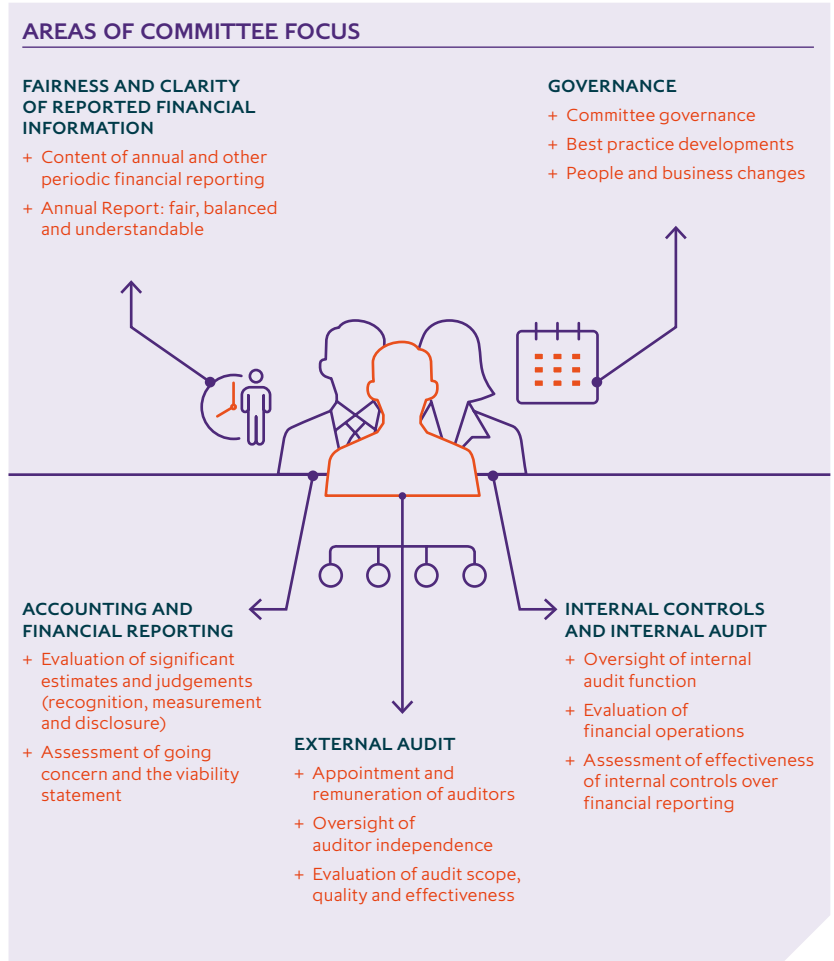 AREAS OF COMMITTEE FOCUS
FAIRNESS AND CLARITY
OF REPORTED FINANCIAL
INFORMATION
+ Content of annual and other
periodic financial reporting
+ Annual Report: fair, balanced
and understandable
GOVERNANCE
+ Committee governance
+ Best practice developments
+ People and business changes
ACCOUNTING AND
FINANCIAL REPORTING
+ Evaluation of significant
estimates and judgements
(recognition, measurement
and disclosure)
+ Assessment of going
concern and the viability
statement
EXTERNAL AUDIT
+ Appointment and
remuneration of auditors
+ Oversight of
auditor independence
+ Evaluation of audit scope,
quality and effectiveness
INTERNAL CONTROLS
AND INTERNAL AUDIT
+ Oversight of internal
audit function
+ Evaluation of
financial operations
+ Assessment of effectiveness
of internal controls over
financial reporting